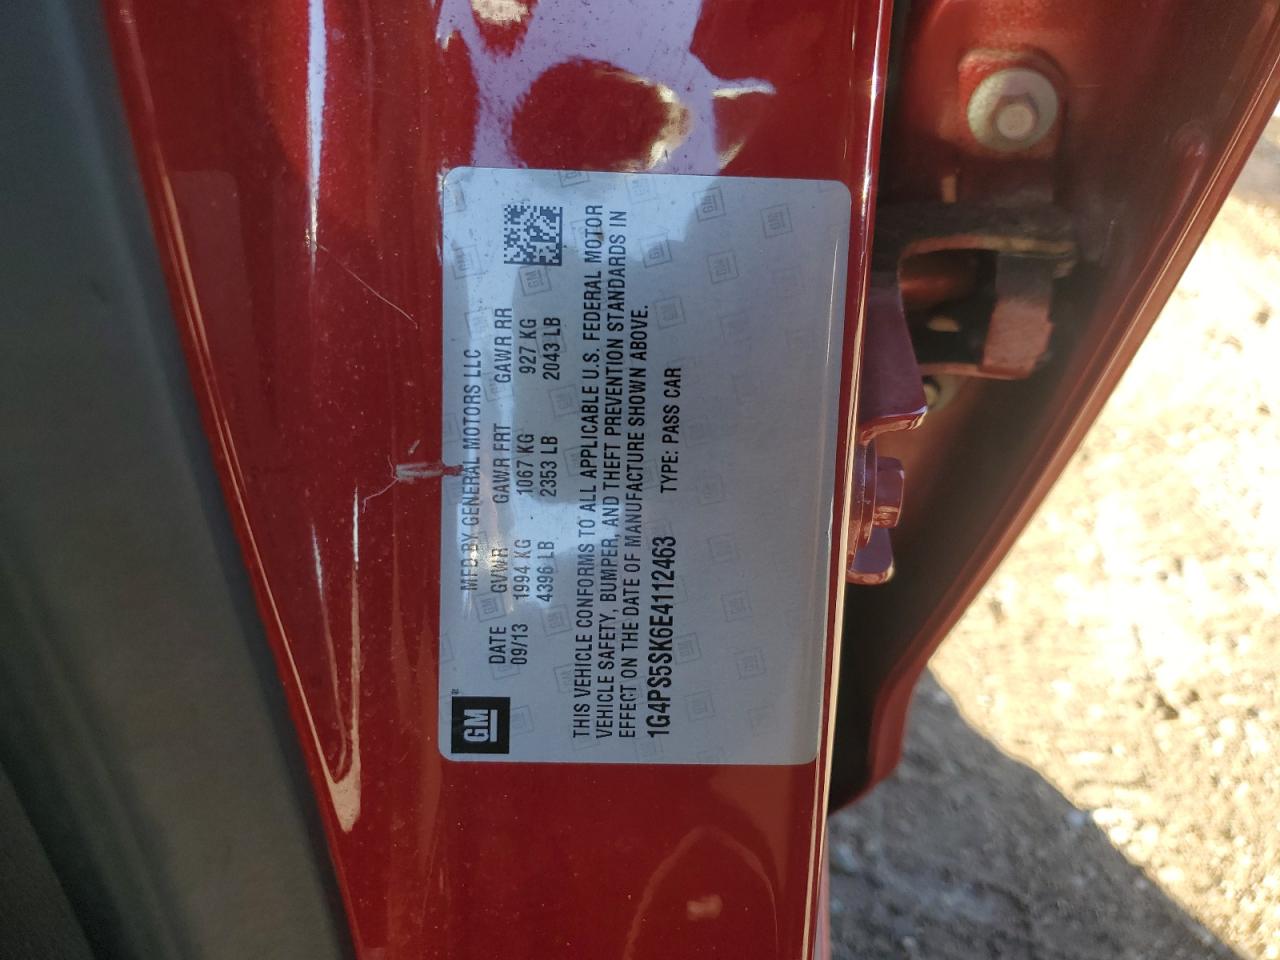 GM
MFD BY GENERAL MOTORS LLC
DATE GVWR GAWR FRT GAWR RR
09/13 1994 KG 1067 KG 927 KG
4396 LB 2353 LB 2043 LB
THIS VEHICLE CONFORMS TO ALL APPLICABLE U.S. FEDERAL MOTOR
VEHICLE SAFETY, BUMPER, AND THEFT PREVENTION STANDARDS IN
EFFECT ON THE DATE OF MANUFACTURE SHOWN ABOVE.
1G4PS5SK6E4112463 TYPE: PASS CAR